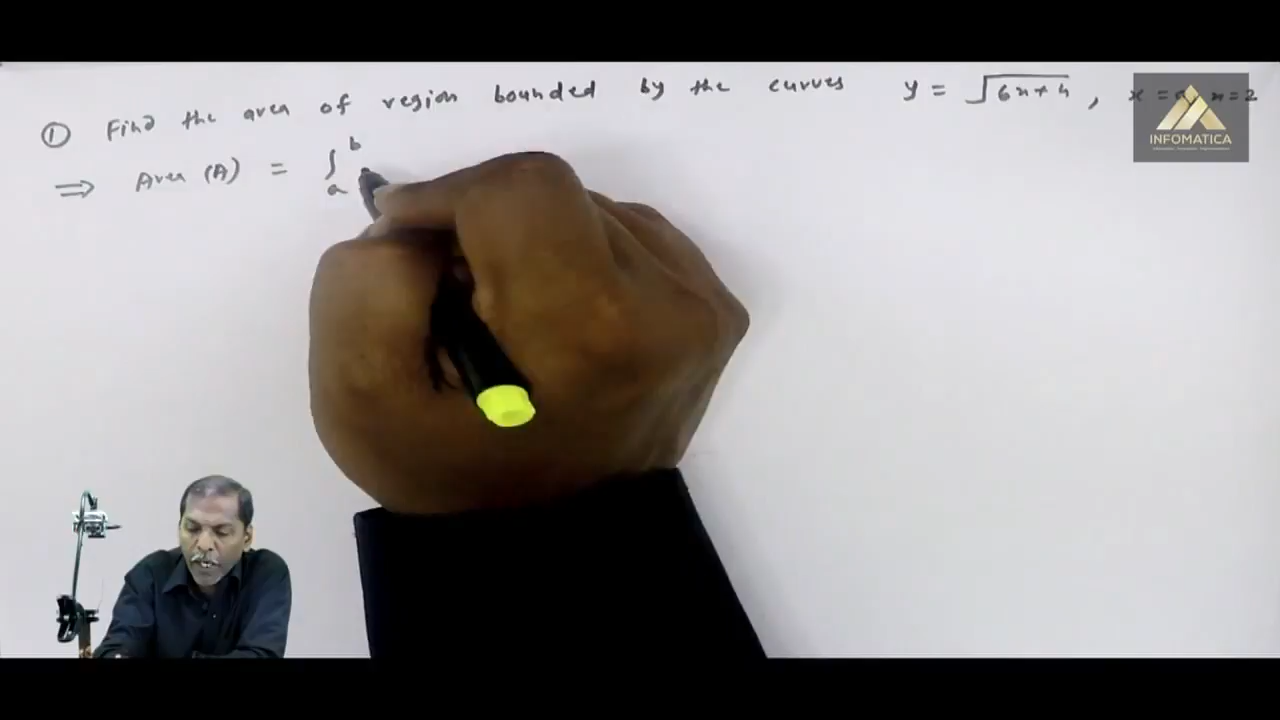 ① Find the area of region bounded by the curves y = √6x+4, x = 0, x = 2
⇒ Area (A) = ∫ₐᵇ
INFOMATICA